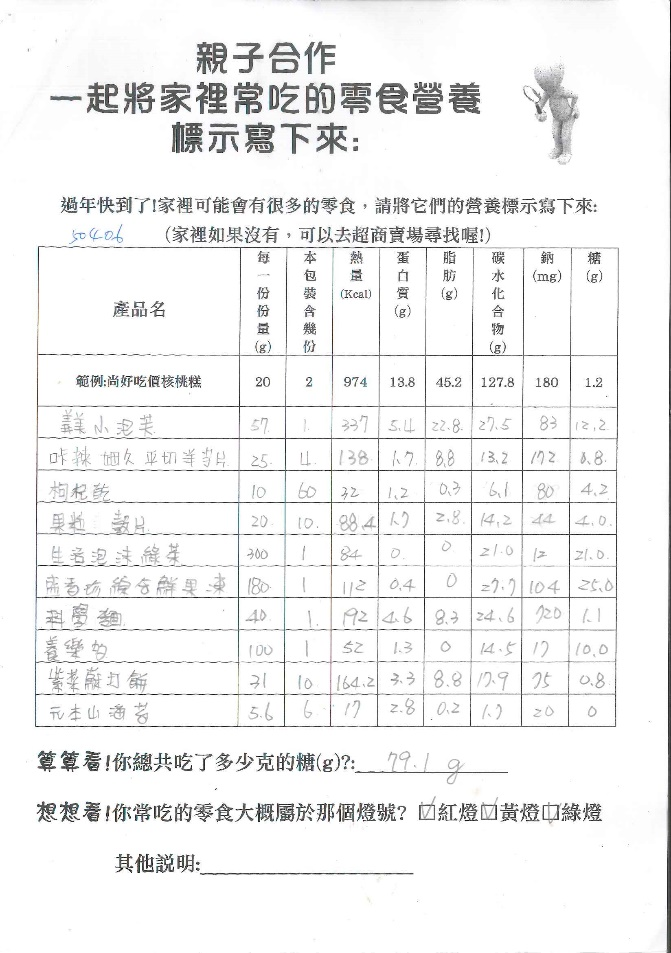 親子合作
一起將家裡常吃的零食營養
標示寫下來:
過年快到了!家裡可能會有很多的零食，請將它們的營養標示寫下來:
50406 (家裡如果沒有，可以去超商賣場尋找喔!)
產品名 每一份份量(g) 本包裝含幾份 熱量(Kcal) 蛋白質(g) 脂肪(g) 碳水化合物(g) 鈉(mg) 糖(g)
範例:尚好吃價核桃糕 20 2 974 13.8 45.2 127.8 180 1.2
義美小泡芙 57 1 337 5.4 22.8 27.5 83 12.2
咔辣姆久平切羊片 25 4 138 1.7 8.8 13.2 172 0.8
枸杞乾 10 60 32 1.2 0.3 6.1 80 4.2
果粒 穀片 20 10 88.4 1.7 2.8 14.2 44 4.0
生活泡沫綠茶 300 1 84 0 0 21.0 12 21.0
盛香坊綜合鮮果凍 180 1 112 0.4 0 27.7 104 25.0
科學麵 40 1 192 4.6 8.3 24.6 720 1.1
養樂多 100 1 52 1.3 0 14.5 17 10.0
紫菜蘇打餅 31 10 164.2 3.3 8.8 17.9 75 0.8
元本山海苔 5.6 6 17 2.8 0.2 1.7 20 0
算算看!你總共吃了多少克的糖(g)?: 79.1 g
想想看!你常吃的零食大概屬於那個燈號? ☑紅燈☑黃燈☑綠燈
其他説明: